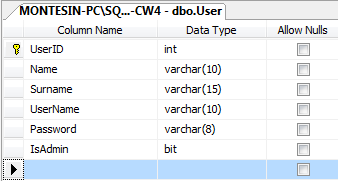 MONTESIN-PC\SQ...-CW4 - dbo.User
Column Name Data Type Allow Nulls
UserID int
Name varchar(10)
Surname varchar(15)
UserName varchar(10)
Password varchar(8)
IsAdmin bit